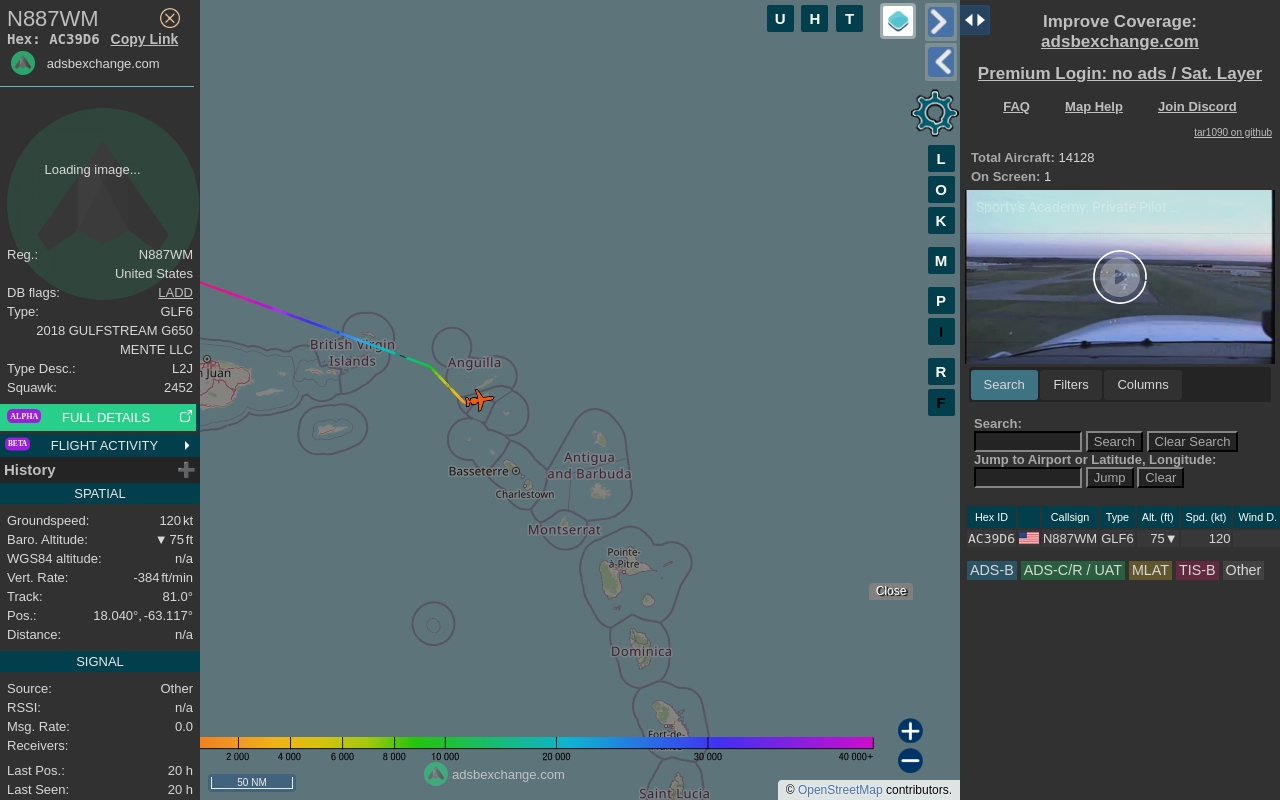 N887WM
Hex: AC39D6 Copy Link
adsbexchange.com
Loading image...
Reg.: N887WM
United States
DB flags: LADD
Type: GLF6
2018 GULFSTREAM G650
MENTE LLC
Type Desc.: L2J
Squawk: 2452
ALPHA FULL DETAILS
BETA FLIGHT ACTIVITY
History
SPATIAL
Groundspeed: 120 kt
Baro. Altitude: ▼ 75 ft
WGS84 altitude: n/a
Vert. Rate: -384 ft/min
Track: 81.0°
Pos.: 18.040°, -63.117°
Distance: n/a
SIGNAL
Source: Other
RSSI: n/a
Msg. Rate: 0.0
Receivers:
Last Pos.: 20 h
Last Seen: 20 h
U H T
L
O
K
M
P
I
R
F
British Virgin
Islands
Anguilla
n Juan
Basseterre
Charlestown
Antigua
and Barbuda
Montserrat
Pointe-
à-Pitre
Dominica
Fort-de-
Saint Lucia
Close
2 000 4 000 6 000 8 000 10 000 20 000 30 000 40 000+
50 NM
adsbexchange.com
© OpenStreetMap contributors.
Improve Coverage:
adsbexchange.com
Premium Login: no ads / Sat. Layer
FAQ Map Help Join Discord
tar1090 on github
Total Aircraft: 14128
On Screen: 1
Sporty's Academy: Private Pilot...
Search Filters Columns
Search:
Search Clear Search
Jump to Airport or Latitude, Longitude:
Jump Clear
Hex ID Callsign Type Alt. (ft) Spd. (kt) Wind D.
AC39D6 N887WM GLF6 75▼ 120
ADS-B ADS-C/R / UAT MLAT TIS-B Other